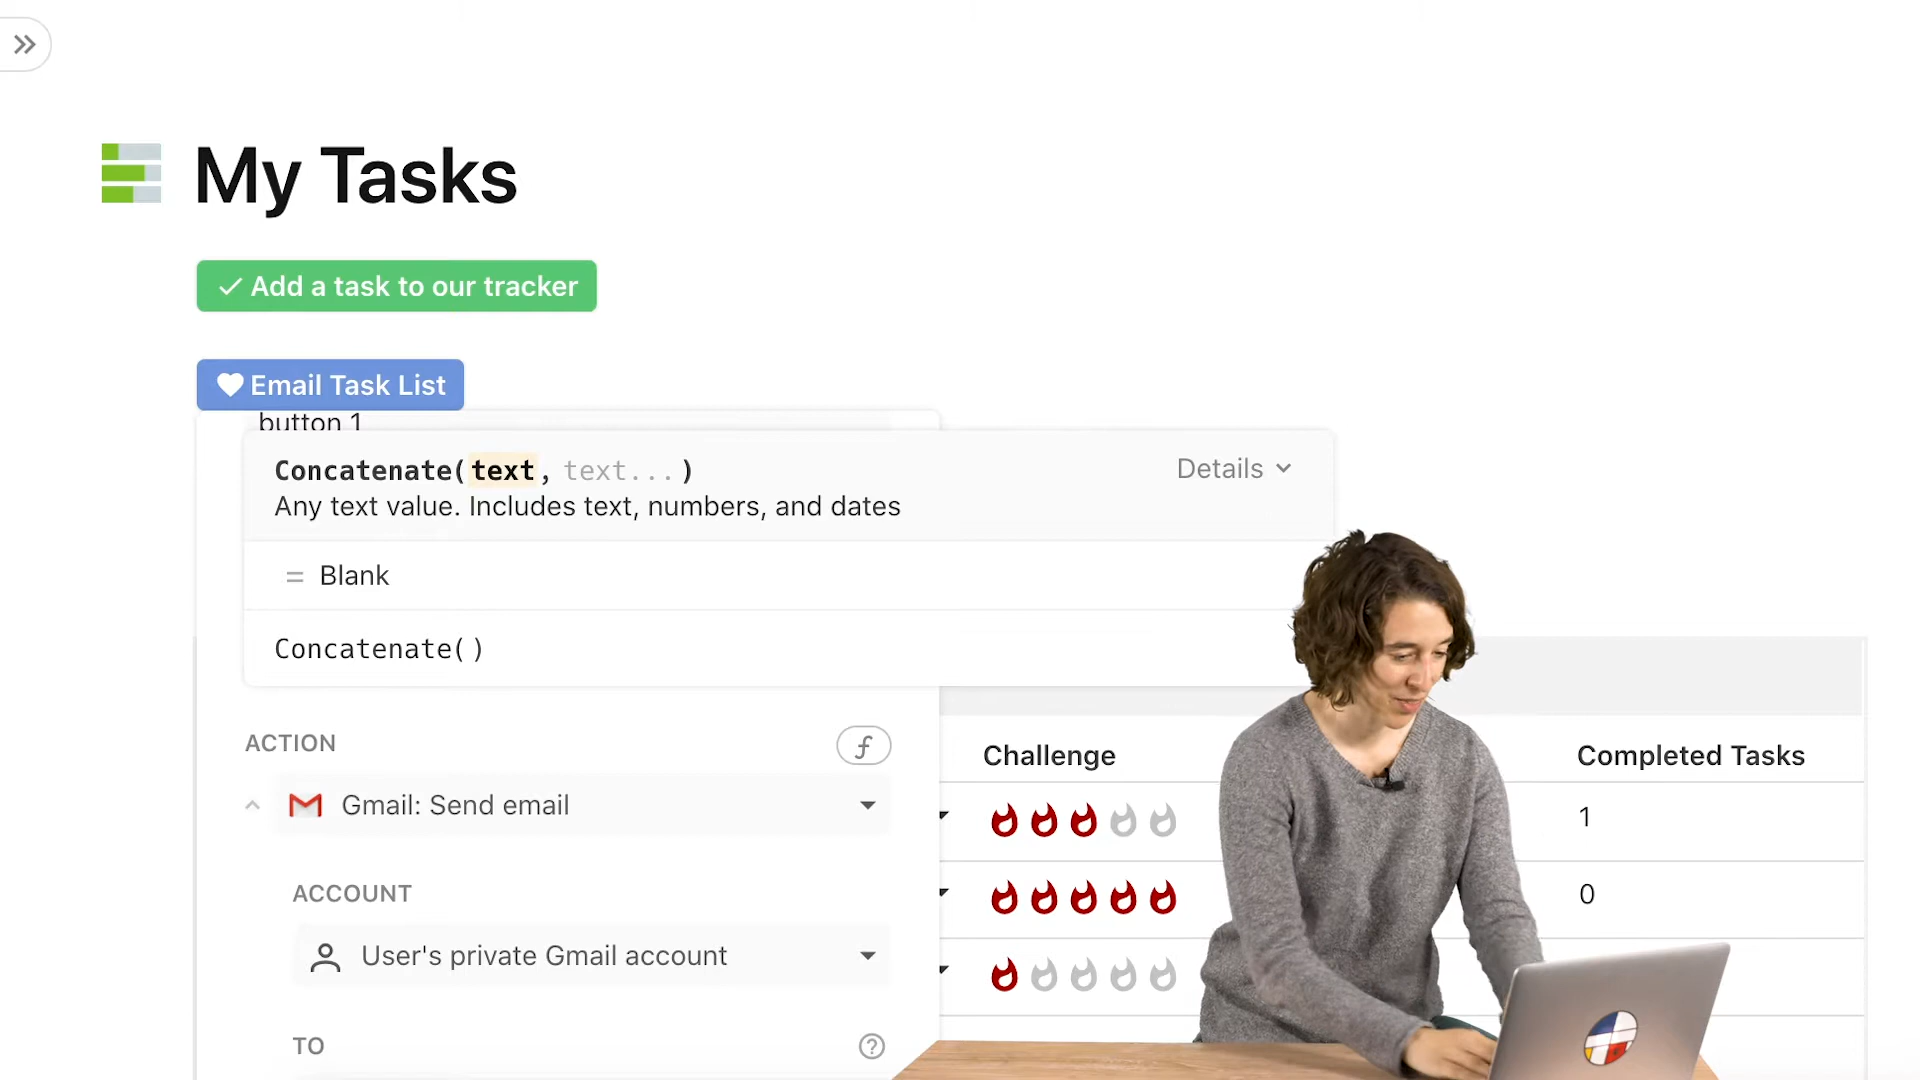 My Tasks
Add a task to our tracker
Email Task List
button 1
Concatenate(text, text...)
Details
Any text value. Includes text, numbers, and dates
= Blank
Concatenate()
ACTION
f
Gmail: Send email
Challenge
Completed Tasks
1
ACCOUNT
0
User's private Gmail account
TO
?